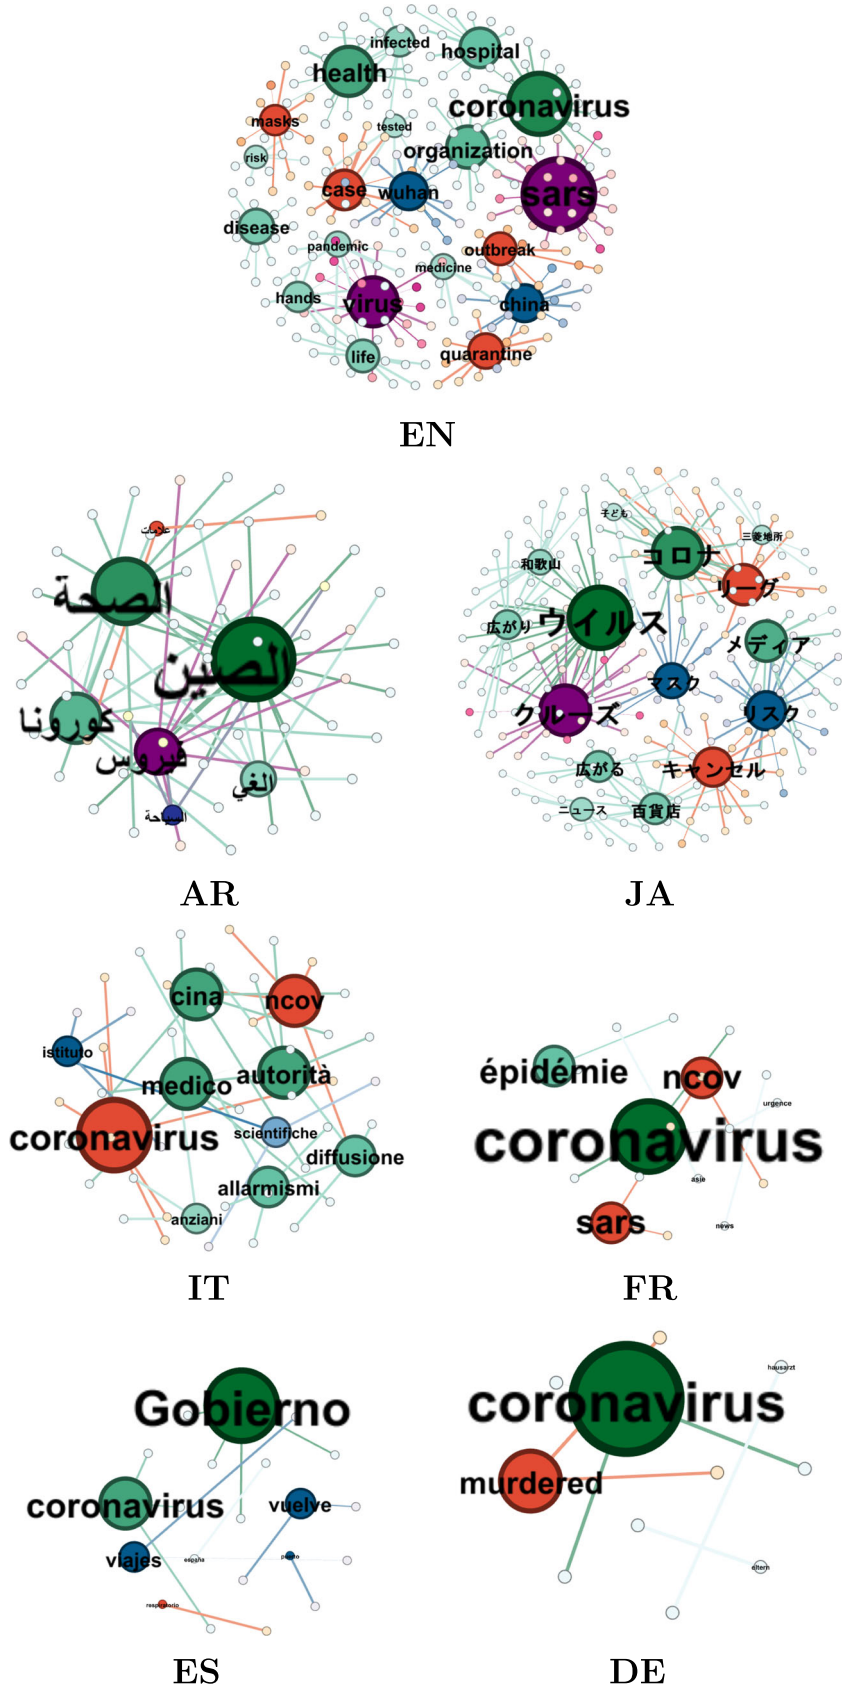 infected
hospital
health
coronavirus
masks
tested
organization
risk
case
wuhan
sars
disease
pandemic
outbreak
medicine
hands
virus
china
life
quarantine
EN
علامات
الصحة
الصين
كورونا
فيروس
الغي
السياحة
AR
子ども
三菱地所
コロナ
和歌山
リーグ
広がり
ウイルス
メディア
マスク
クルーズ
リスク
広がる
キャンセル
ニュース
百貨店
JA
cina
ncov
istituto
medico
autorità
coronavirus
scientifiche
diffusione
allarmismi
anziani
IT
épidémie
ncov
urgence
coronavirus
asie
sars
news
FR
Gobierno
coronavirus
vuelve
viajes
españa
puerto
respiratorio
ES
hausarzt
coronavirus
murdered
eltern
DE